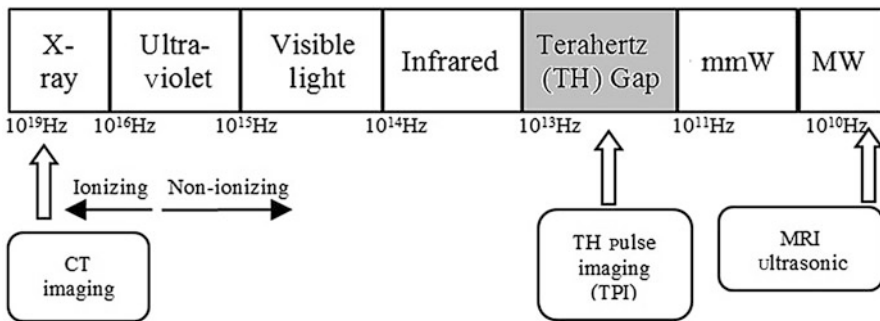 X-
ray
Ultra-
violet
Visible
light
Infrared
Terahertz
(TH) Gap
mmW
MW
10¹⁹Hz
10¹⁶Hz
10¹⁵Hz
10¹⁴Hz
10¹³Hz
10¹¹Hz
10¹⁰Hz
Ionizing
Non-ionizing
CT
imaging
TH pulse
imaging
(TPI)
MRI
ultrasonic